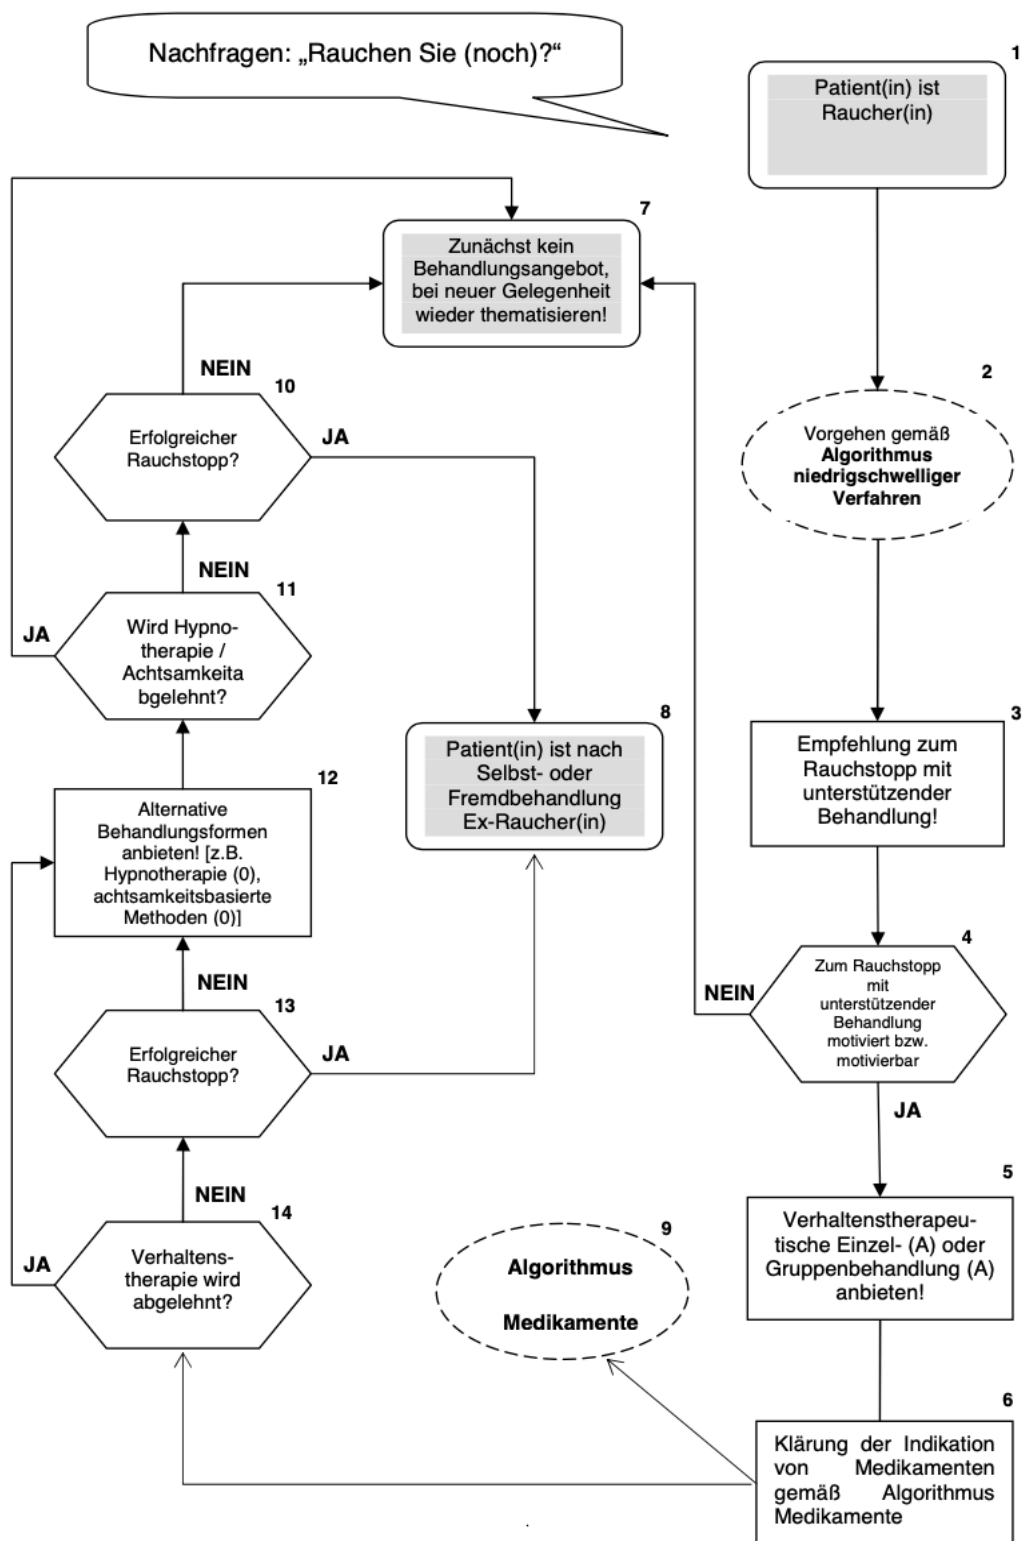 Nachfragen: „Rauchen Sie (noch)?“
1
Patient(in) ist
Raucher(in)
7
Zunächst kein
Behandlungsangebot,
bei neuer Gelegenheit
wieder thematisieren!
NEIN
10
Erfolgreicher
Rauchstopp?
JA
2
Vorgehen gemäß
Algorithmus
niedrigschwelliger
Verfahren
NEIN
11
JA
Wird Hypno-
therapie /
Achtsamkeita
bgelehnt?
8
Patient(in) ist nach
Selbst- oder
Fremdbehandlung
Ex-Raucher(in)
3
Empfehlung zum
Rauchstopp mit
unterstützender
Behandlung!
12
Alternative
Behandlungsformen
anbieten! [z.B.
Hypnotherapie (0),
achtsamkeitsbasierte
Methoden (0)]
4
NEIN
Zum Rauchstopp
mit
unterstützender
Behandlung
motiviert bzw.
motivierbar
NEIN
13
Erfolgreicher
Rauchstopp?
JA
JA
5
Verhaltenstherapeu-
tische Einzel- (A) oder
Gruppenbehandlung (A)
anbieten!
NEIN
14
JA
Verhaltens-
therapie wird
abgelehnt?
9
Algorithmus
Medikamente
6
Klärung der Indikation
von Medikamenten
gemäß Algorithmus
Medikamente